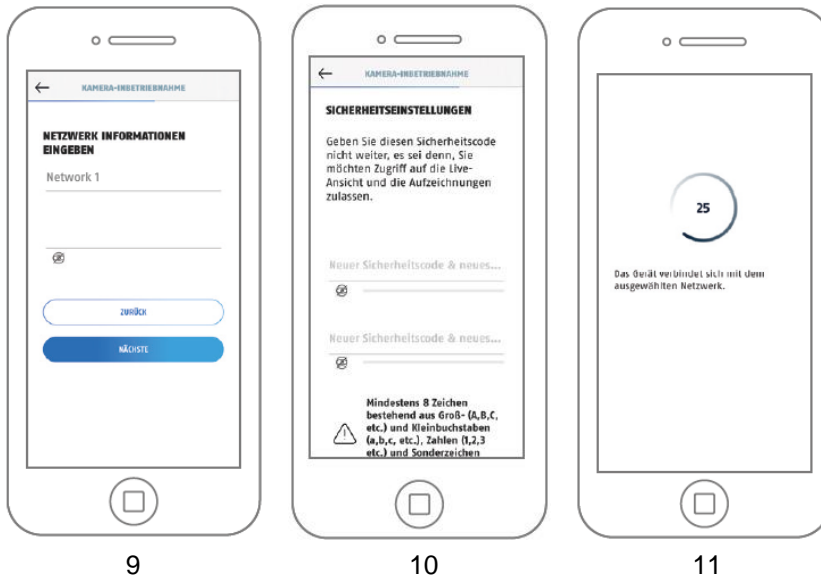 KAMERA-INBETRIEBNAHME
NETZWERK INFORMATIONEN
EINGEBEN
Network 1
ZURÜCK
NÄCHSTE
9
KAMERA-INBETRIEBNAHME
SICHERHEITSEINSTELLUNGEN
Geben Sie diesen Sicherheitscode
nicht weiter, es sei denn, Sie
möchten Zugriff auf die Live-
Ansicht und die Aufzeichnungen
zulassen.
Neuer Sicherheitscode & neues...
Neuer Sicherheitscode & neues...
Mindestens 8 Zeichen
bestehend aus Groß- (A,B,C,
etc.) und Kleinbuchstaben
(a,b,c, etc.), Zahlen (1,2,3
etc.) und Sonderzeichen
10
25
Das Gerät verbindet sich mit dem
ausgewählten Netzwerk.
11